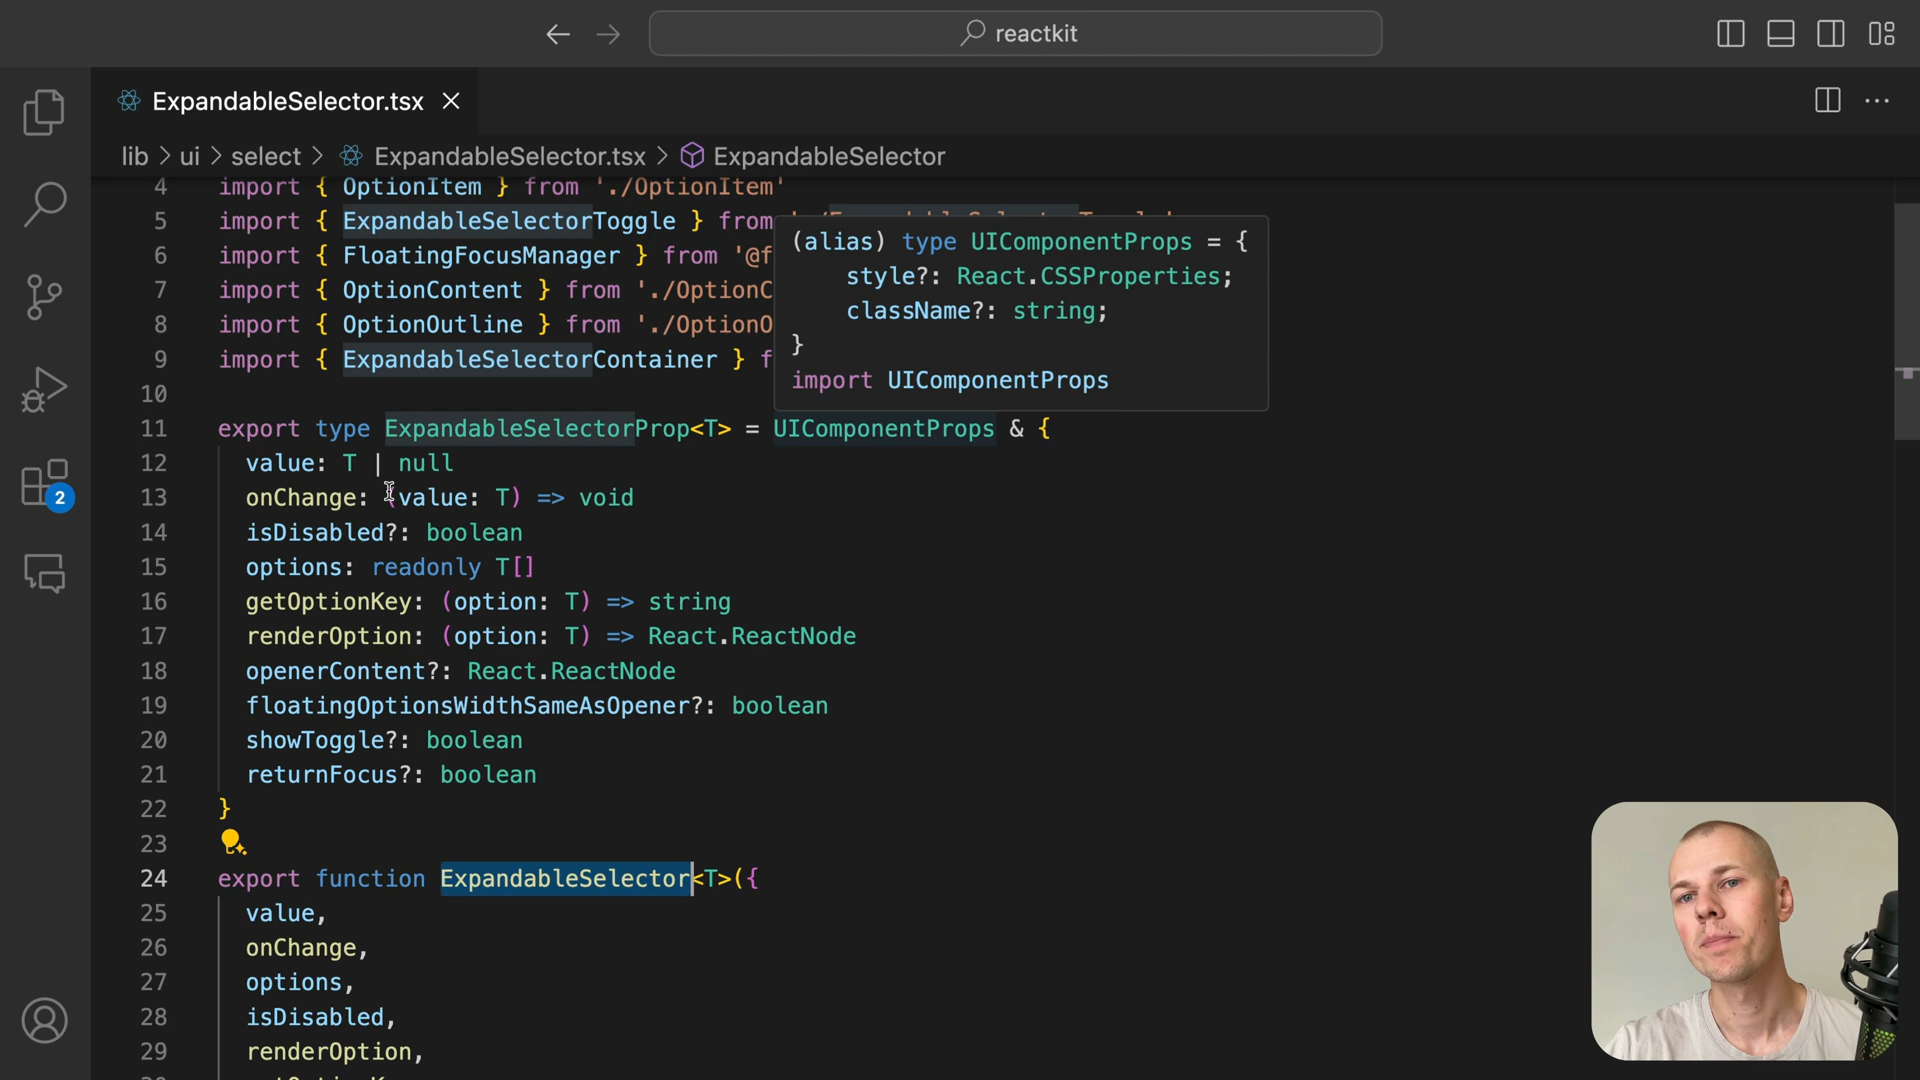 reactkit
ExpandableSelector.tsx
lib > ui > select > ExpandableSelector.tsx > ExpandableSelector
4 import { OptionItem } from './OptionItem'
5 import { ExpandableSelectorToggle } from
6 import { FloatingFocusManager } from '@f
7 import { OptionContent } from './OptionC
8 import { OptionOutline } from './OptionO
9 import { ExpandableSelectorContainer } f
(alias) type UIComponentProps = {
style?: React.CSSProperties;
className?: string;
}
import UIComponentProps
10
11 export type ExpandableSelectorProp<T> = UIComponentProps & {
12 value: T | null
13 onChange: (value: T) => void
14 isDisabled?: boolean
15 options: readonly T[]
16 getOptionKey: (option: T) => string
17 renderOption: (option: T) => React.ReactNode
18 openerContent?: React.ReactNode
19 floatingOptionsWidthSameAsOpener?: boolean
20 showToggle?: boolean
21 returnFocus?: boolean
22 }
23
24 export function ExpandableSelector<T>({
25 value,
26 onChange,
27 options,
28 isDisabled,
29 renderOption,
2